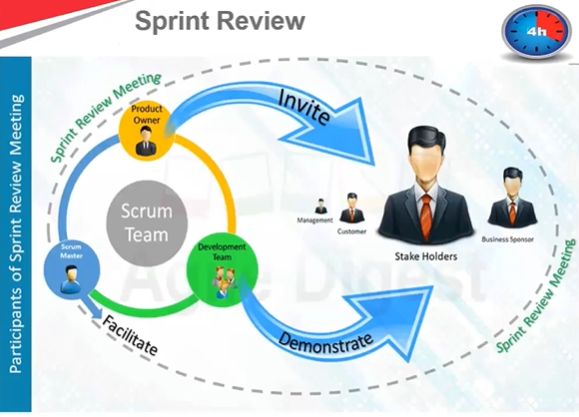 Sprint Review
4h
Participants of Sprint Review Meeting
Sprint Review Meeting
Product
Owner
Invite
Scrum
Team
Management
Customer
Stake Holders
Business Sponsor
Scrum
Master
Development
Team
Agile Digest
Facilitate
Demonstrate
Sprint Review Meeting